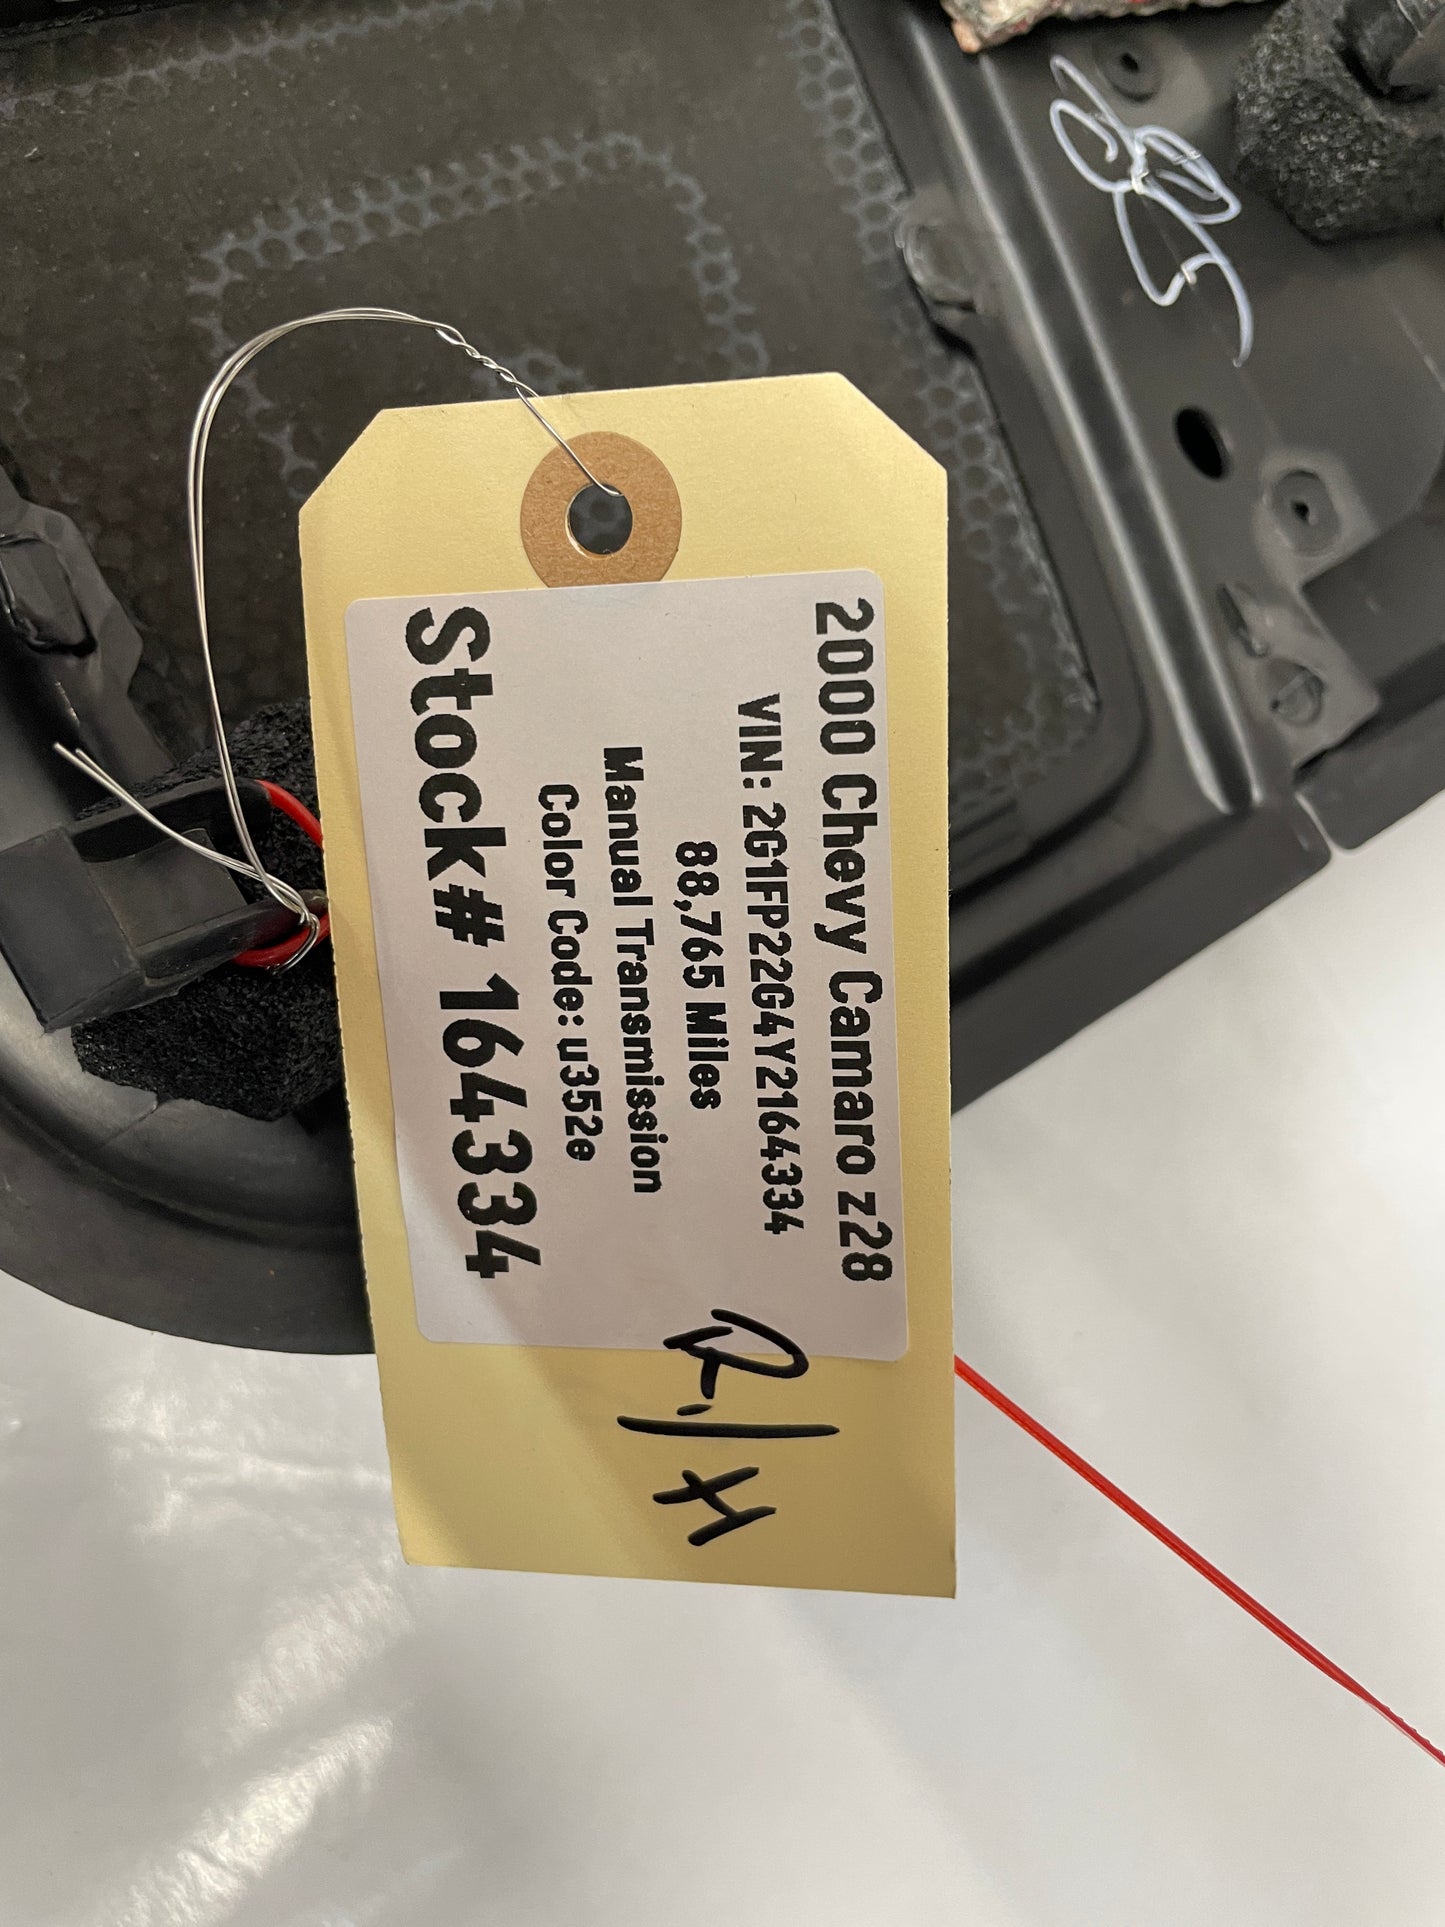 2000 Chevy Camaro z28
VIN: 2G1FP22G4Y2164334
88,765 Miles
Manual Transmission
Color Code: u352e
Stock# 164334
R/H